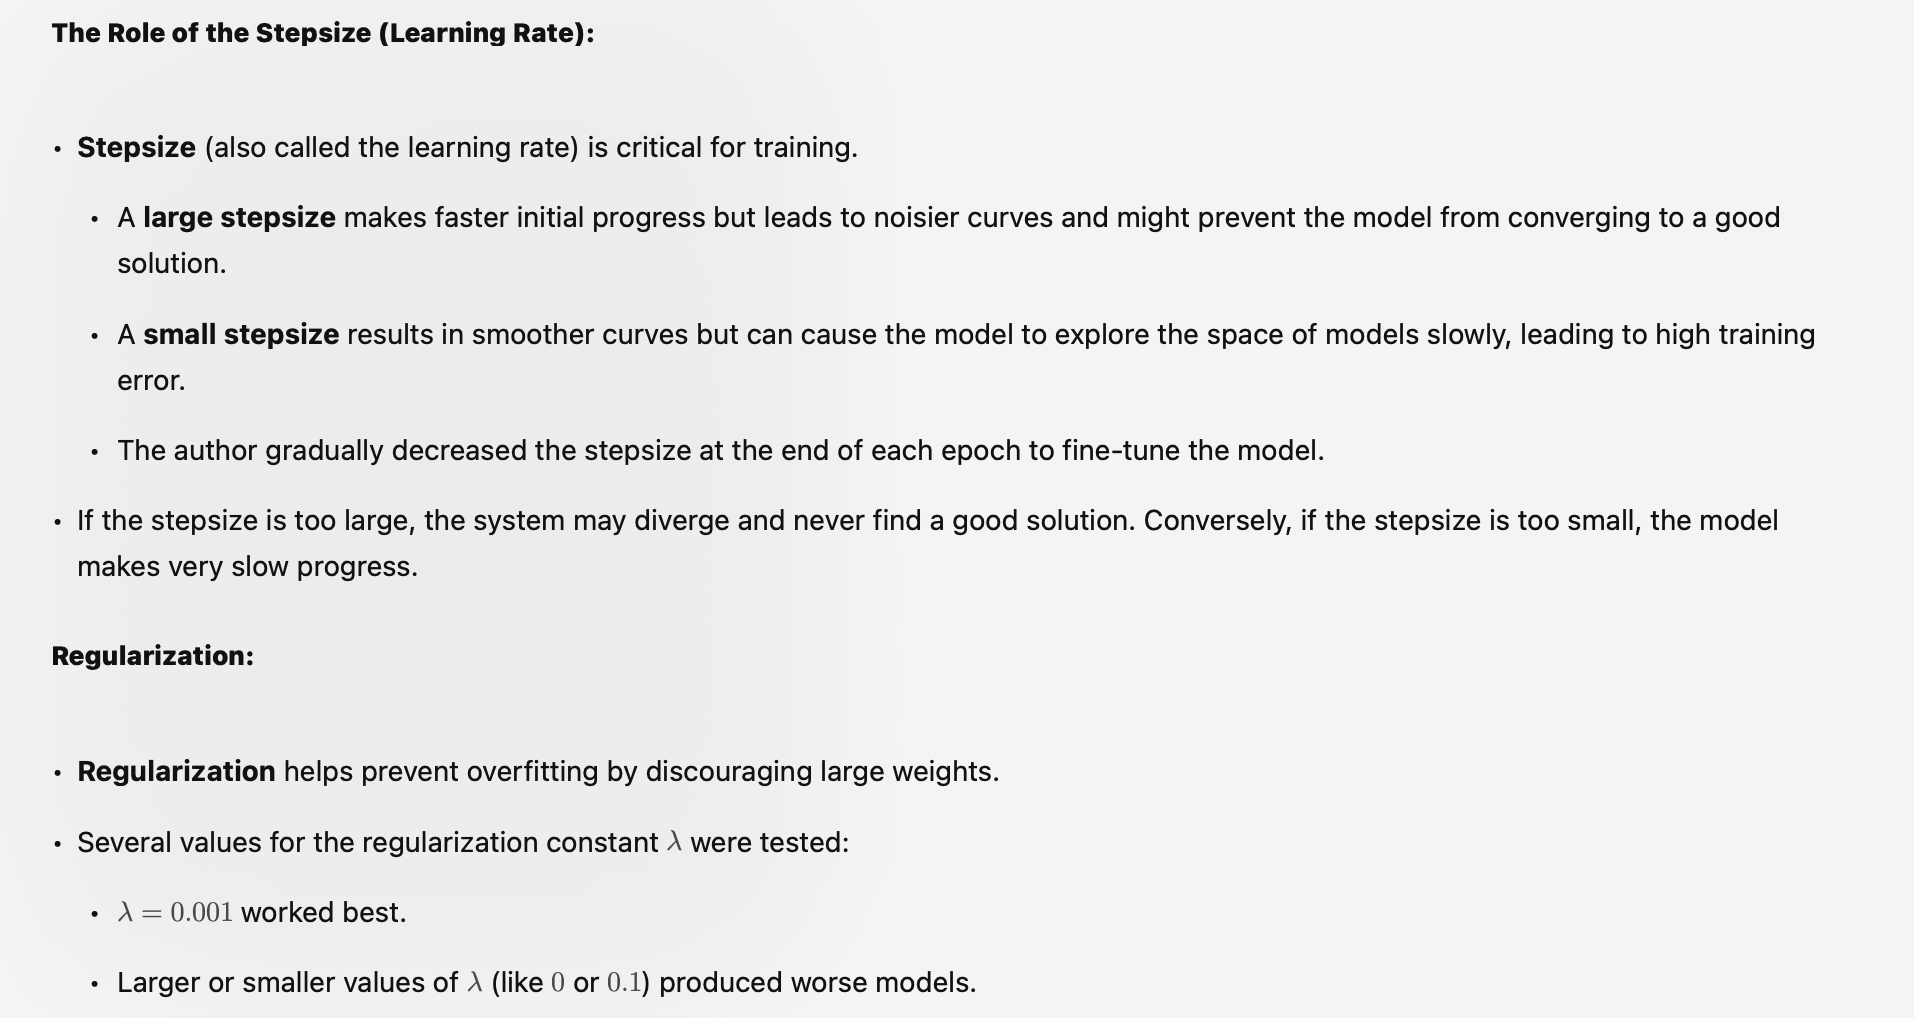 The Role of the Stepsize (Learning Rate):
• Stepsize (also called the learning rate) is critical for training.
• A large stepsize makes faster initial progress but leads to noisier curves and might prevent the model from converging to a good
solution.
• A small stepsize results in smoother curves but can cause the model to explore the space of models slowly, leading to high training
error.
• The author gradually decreased the stepsize at the end of each epoch to fine-tune the model.
• If the stepsize is too large, the system may diverge and never find a good solution. Conversely, if the stepsize is too small, the model
makes very slow progress.
Regularization:
• Regularization helps prevent overfitting by discouraging large weights.
• Several values for the regularization constant λ were tested:
• λ = 0.001 worked best.
• Larger or smaller values of λ (like 0 or 0.1) produced worse models.